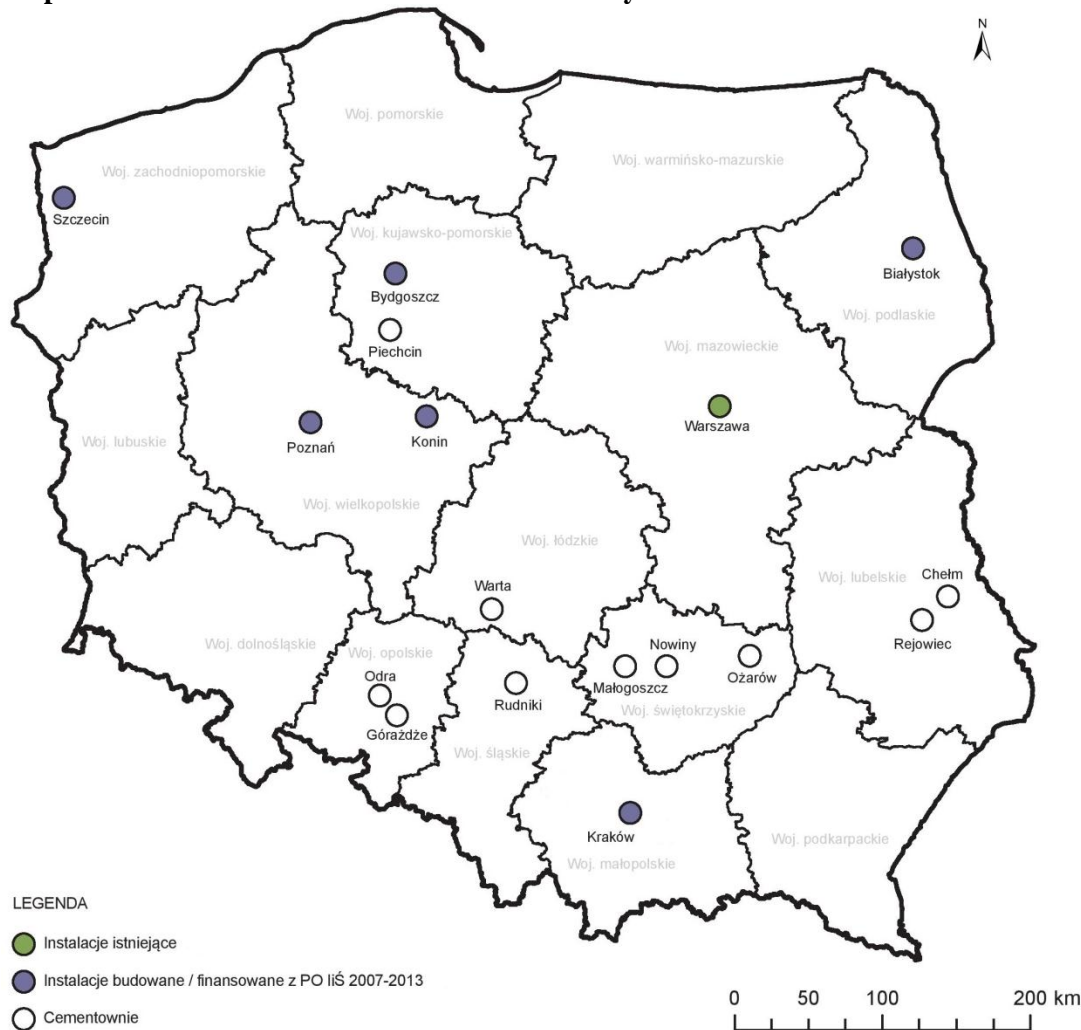 N
Woj. pomorskie
Woj. zachodniopomorskie
Woj. warmińsko-mazurskie
Szczecin
Woj. kujawsko-pomorskie
Bydgoszcz
Białystok
Woj. podlaskie
Piechcin
Woj. mazowieckie
Warszawa
Woj. lubuskie
Poznań
Konin
Woj. wielkopolskie
Woj. łódzkie
Woj. lubelskie
Chełm
Rejowiec
Warta
Woj. dolnośląskie
Woj. opolskie
Odra
Górażdże
Rudniki
Woj. śląskie
Nowiny
Małogoszcz
Ożarów
Woj. świętokrzyskie
Kraków
Woj. małopolskie
Woj. podkarpackie
LEGENDA
Instalacje istniejące
Instalacje budowane / finansowane z PO IiŚ 2007-2013
Cementownie
0 50 100 200 km